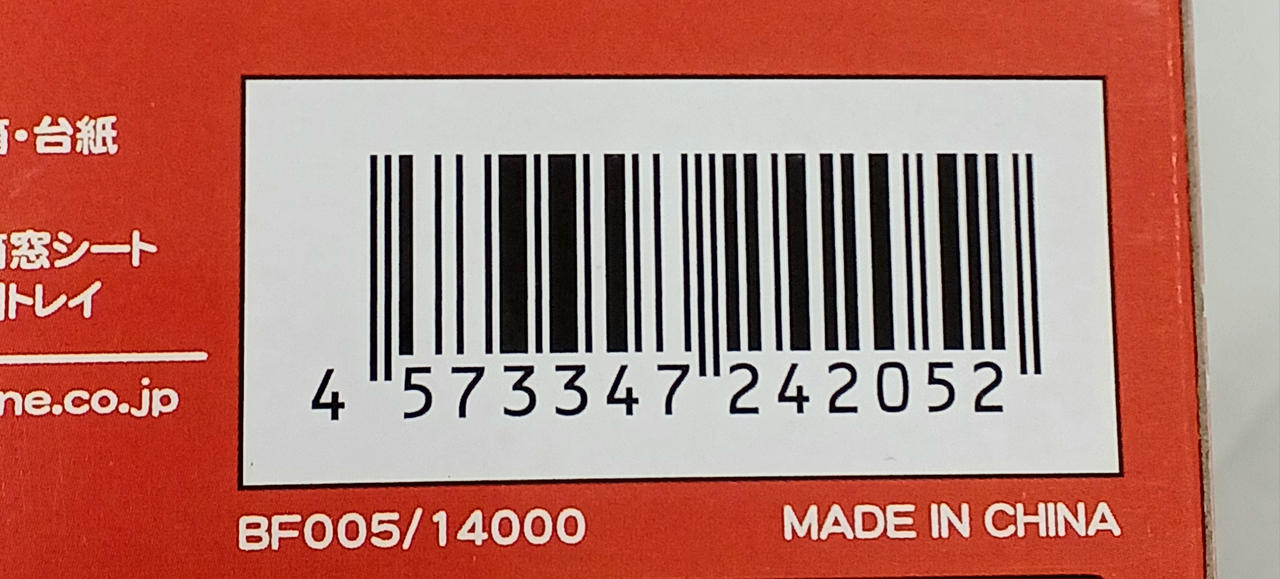 ・台紙
窓シート
トレイ
ne.co.jp
4 573347 242052
BF005/14000
MADE IN CHINA